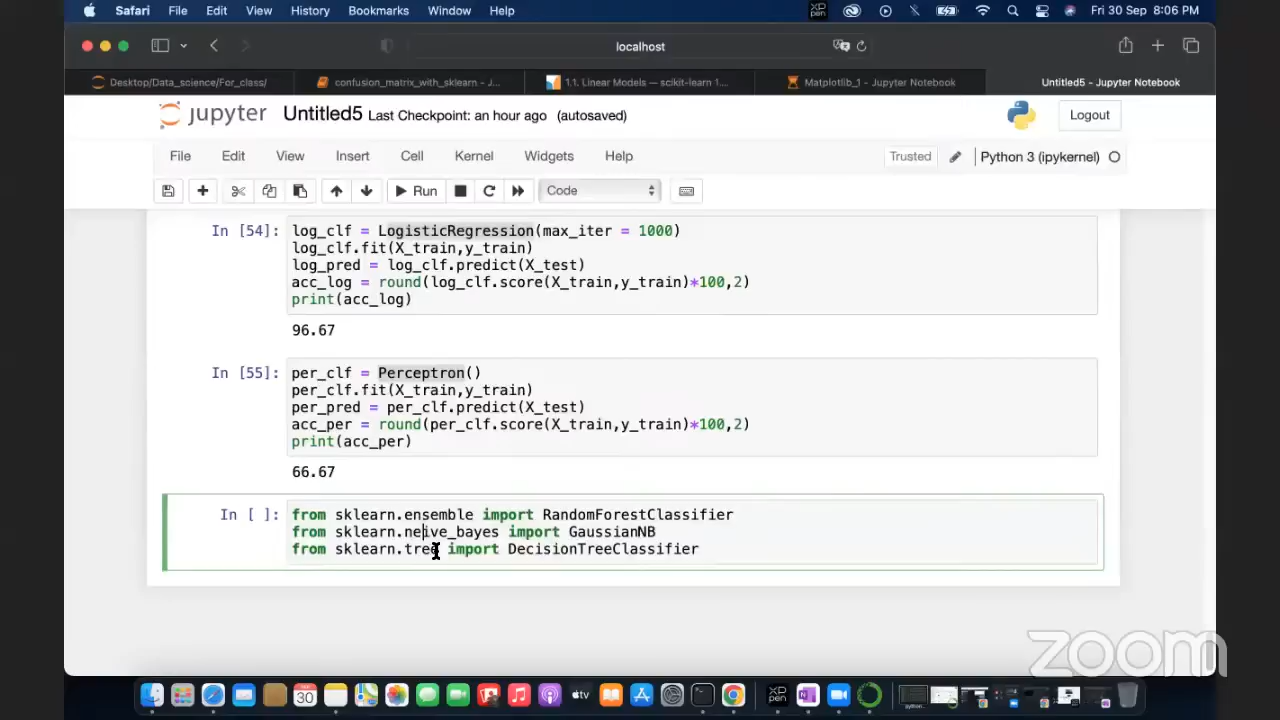 Safari File Edit View History Bookmarks Window Help XP pen Fri 30 Sep 8:06 PM
localhost
Desktop/Data_science/For_class/ confusion_matrix_with_sklearn - J... 1.1. Linear Models — scikit-learn 1.... Matplotlib_1 - Jupyter Notebook Untitled5 - Jupyter Notebook
jupyter Untitled5 Last Checkpoint: an hour ago (autosaved) Logout
File Edit View Insert Cell Kernel Widgets Help Trusted Python 3 (ipykernel)
Run Code
In [54]: log_clf = LogisticRegression(max_iter = 1000)
log_clf.fit(X_train,y_train)
log_pred = log_clf.predict(X_test)
acc_log = round(log_clf.score(X_train,y_train)*100,2)
print(acc_log)
96.67
In [55]: per_clf = Perceptron()
per_clf.fit(X_train,y_train)
per_pred = per_clf.predict(X_test)
acc_per = round(per_clf.score(X_train,y_train)*100,2)
print(acc_per)
66.67
In [ ]: from sklearn.ensemble import RandomForestClassifier
from sklearn.neive_bayes import GaussianNB
from sklearn.tree import DecisionTreeClassifier
zoom
30 tv XP pen